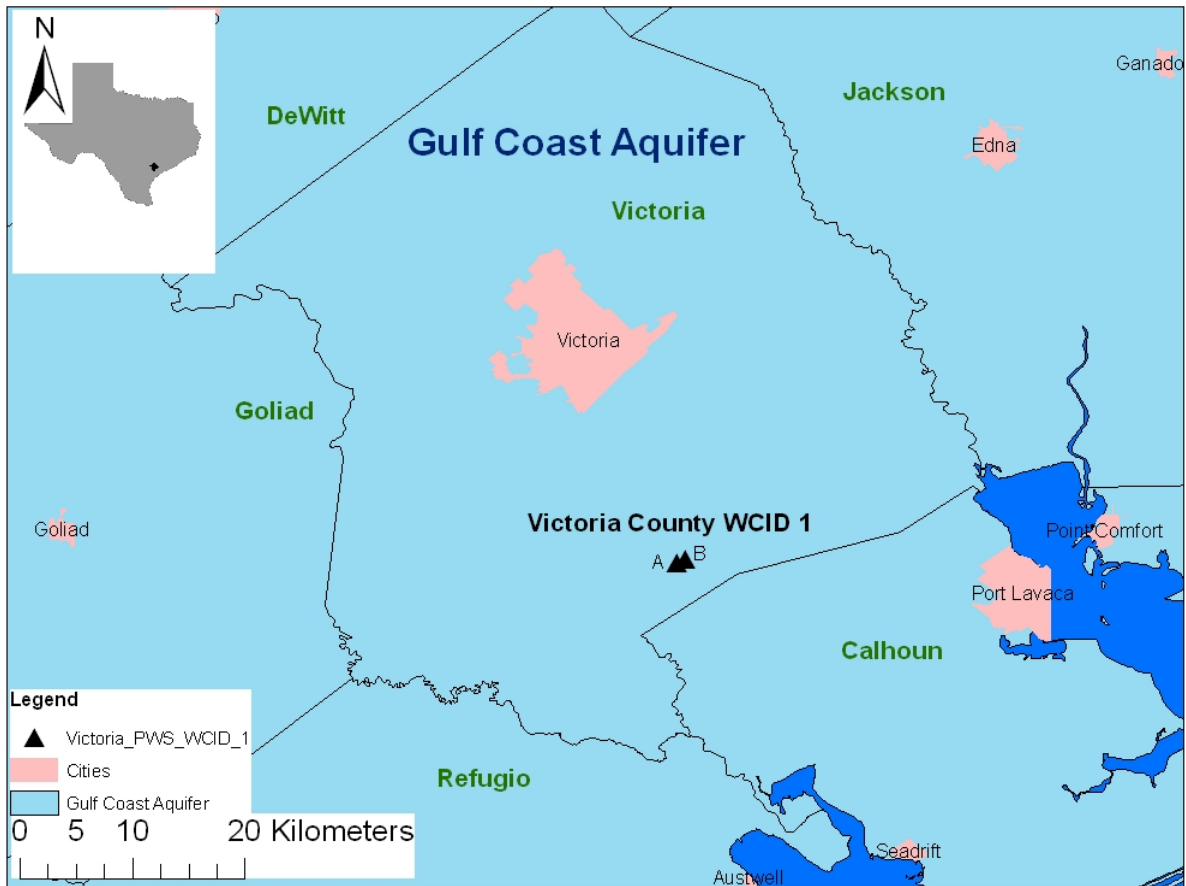 N
DeWitt
Jackson
Ganado
Gulf Coast Aquifer
Edna
Victoria
Victoria
Goliad
Goliad
Victoria County WCID 1
A
B
Point Comfort
Port Lavaca
Calhoun
Refugio
Seadrift
Austwell
Legend
Victoria_PWS_WCID_1
Cities
Gulf Coast Aquifer
0 5 10 20 Kilometers